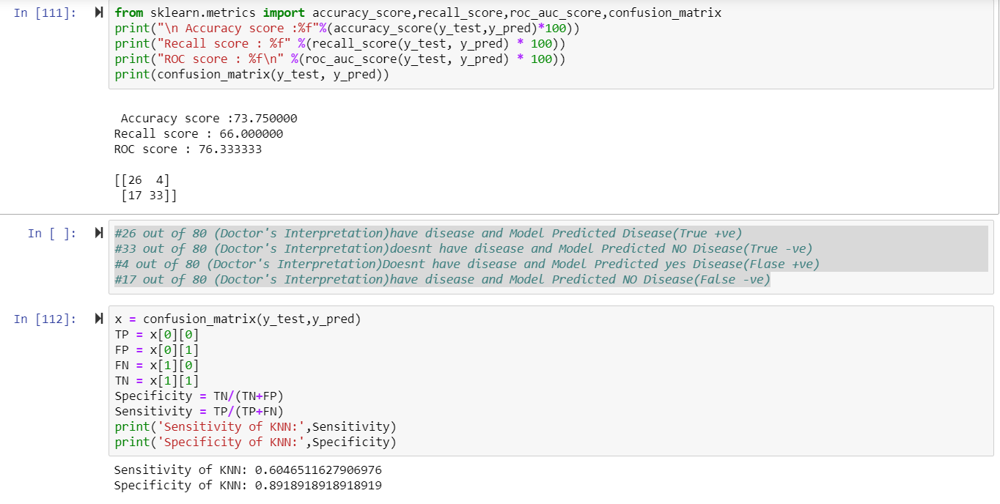 In [111]: from sklearn.metrics import accuracy_score,recall_score,roc_auc_score,confusion_matrix
print("\n Accuracy score :%f"%(accuracy_score(y_test,y_pred)*100))
print("Recall score : %f" %(recall_score(y_test, y_pred) * 100))
print("ROC score : %f\n" %(roc_auc_score(y_test, y_pred) * 100))
print(confusion_matrix(y_test, y_pred))
Accuracy score :73.750000
Recall score : 66.000000
ROC score : 76.333333
[[26  4]
[17 33]]
In [ ]: #26 out of 80 (Doctor's Interpretation)have disease and Model Predicted Disease(True +ve)
#33 out of 80 (Doctor's Interpretation)doesnt have disease and Model Predicted NO Disease(True -ve)
#4 out of 80 (Doctor's Interpretation)Doesnt have disease and Model Predicted yes Disease(Flase +ve)
#17 out of 80 (Doctor's Interpretation)have disease and Model Predicted NO Disease(False -ve)
In [112]: x = confusion_matrix(y_test,y_pred)
TP = x[0][0]
FP = x[0][1]
FN = x[1][0]
TN = x[1][1]
Specificity = TN/(TN+FP)
Sensitivity = TP/(TP+FN)
print('Sensitivity of KNN:',Sensitivity)
print('Specificity of KNN:',Specificity)
Sensitivity of KNN: 0.6046511627906976
Specificity of KNN: 0.8918918918918919